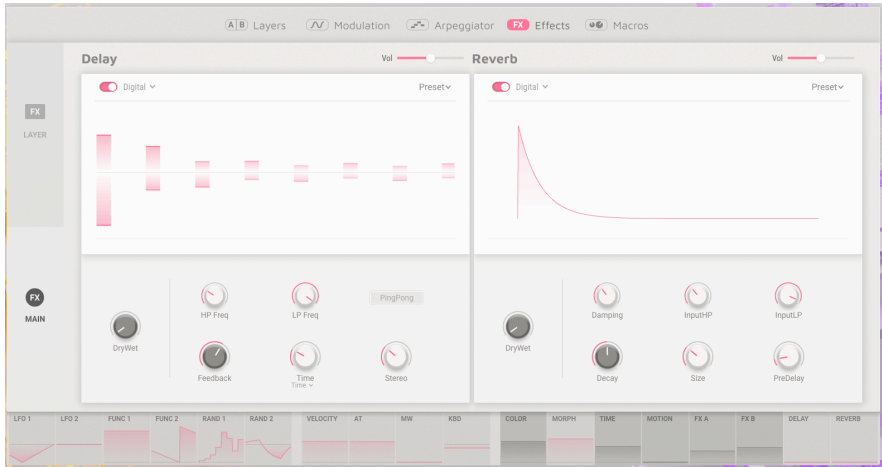 A B Layers Modulation Arpeggiator FX Effects Macros
Delay Vol Reverb Vol
Digital Preset Digital Preset
FX
LAYER
FX
MAIN
HP Freq LP Freq PingPong Damping InputHP InputLP
DryWet DryWet
Feedback Time Stereo Decay Size PreDelay
Time
LFO 1 LFO 2 FUNC 1 FUNC 2 RAND 1 RAND 2 VELOCITY AT MW KBD COLOR MORPH TIME MOTION FX A FX B DELAY REVERB